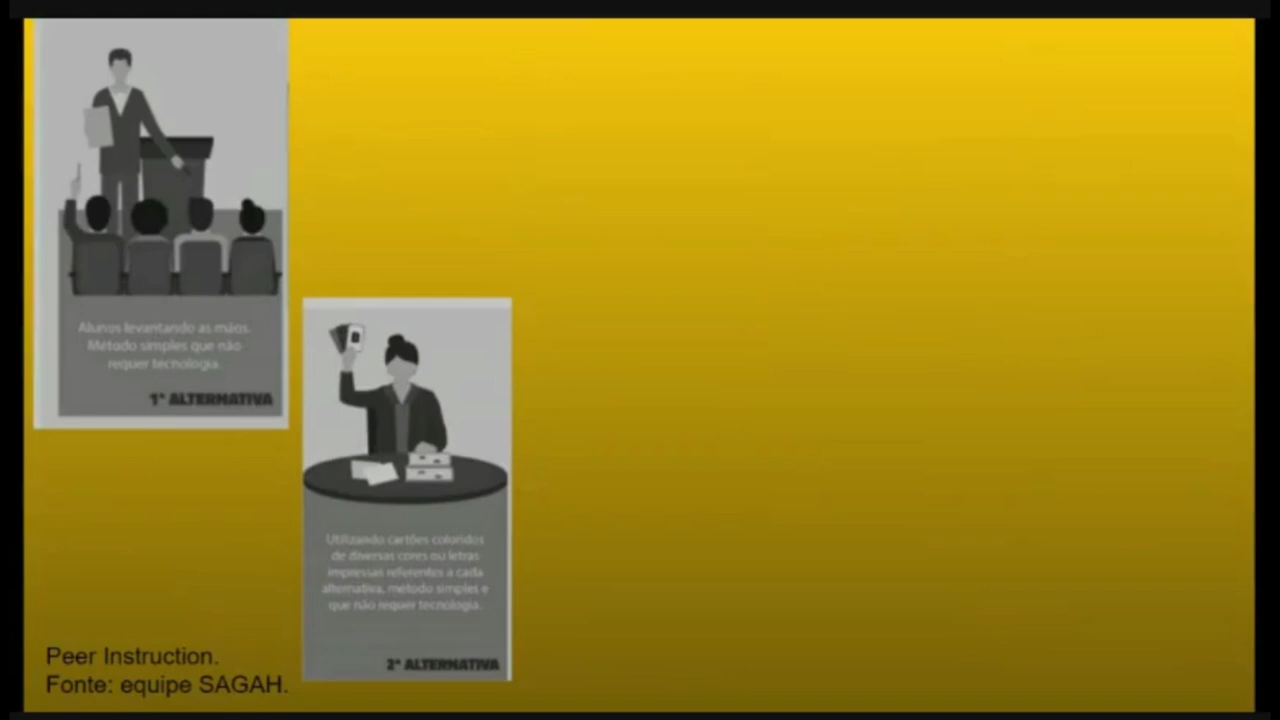 Alunos levantando as mãos.
Método simples que não
requer tecnologia.
1ª ALTERNATIVA
Utilizando cartões coloridos
de diversas cores ou letras
impressas referentes a cada
alternativa, método simples e
que não requer tecnologia.
2ª ALTERNATIVA
Peer Instruction.
Fonte: equipe SAGAH.